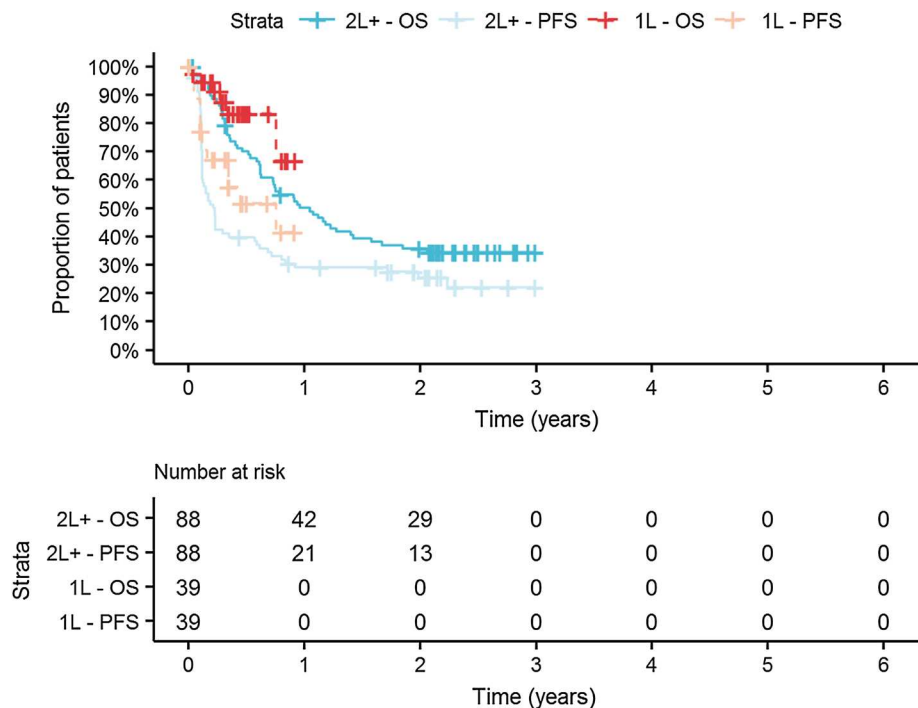 Strata 2L+ - OS 2L+ - PFS 1L - OS 1L - PFS
Proportion of patients
100%
90%
80%
70%
60%
50%
40%
30%
20%
10%
0%
0 1 2 3 4 5 6
Time (years)
Number at risk
Strata
2L+ - OS 88 42 29 0 0 0 0
2L+ - PFS 88 21 13 0 0 0 0
1L - OS 39 0 0 0 0 0 0
1L - PFS 39 0 0 0 0 0 0
0 1 2 3 4 5 6
Time (years)